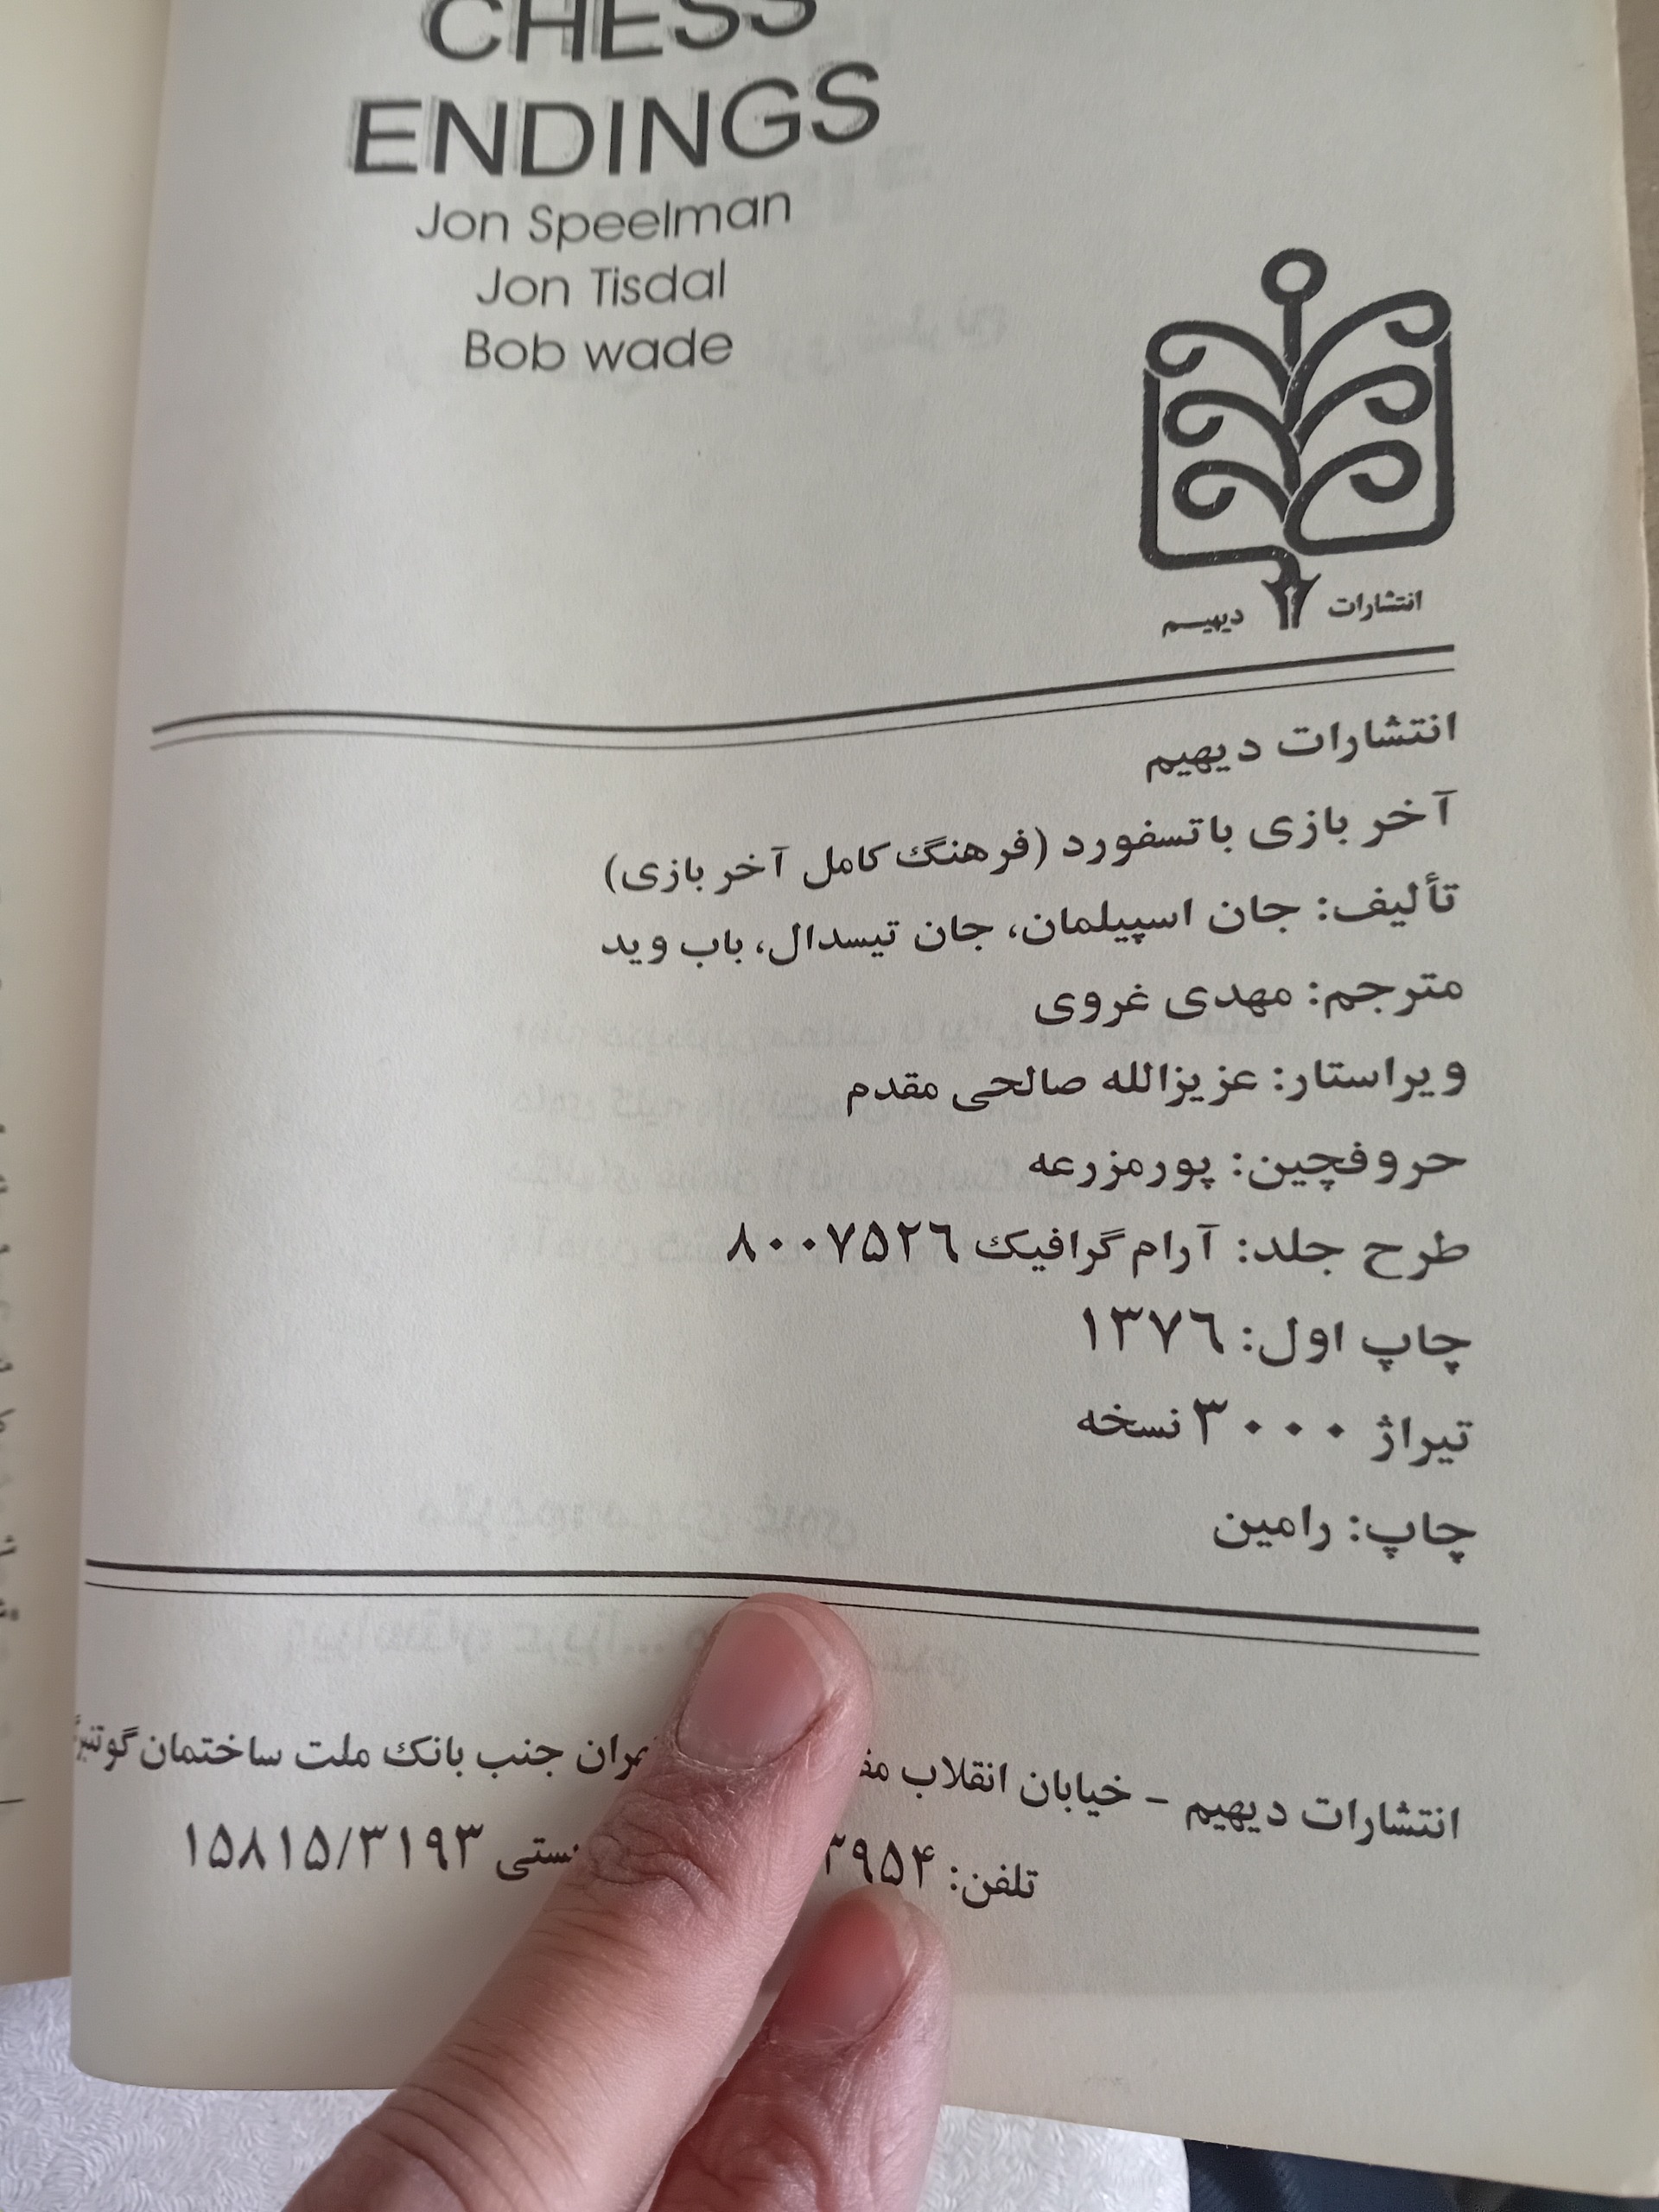 CHESS
ENDINGS
Jon Speelman
Jon Tisdal
Bob wade
انتشارات دیهیم
انتشارات دیهیم
آخر بازی باتسفورد (فرهنگ کامل آخر بازی)
تألیف: جان اسپیلمان، جان تیسدال، باب وید
مترجم: مهدی غروی
ویراستار: عزیزالله صالحی مقدم
حروفچین: پورمزرعه
طرح جلد: آرام گرافیک ۸۰۰۷۵۲۶
چاپ اول: ۱۳۷۶
تیراژ ۳۰۰۰ نسخه
چاپ: رامین
انتشارات دیهیم - خیابان انقلاب جنب بانک ملت ساختمان
تلفن: ۱۵۸۱۵/۳۱۹۳